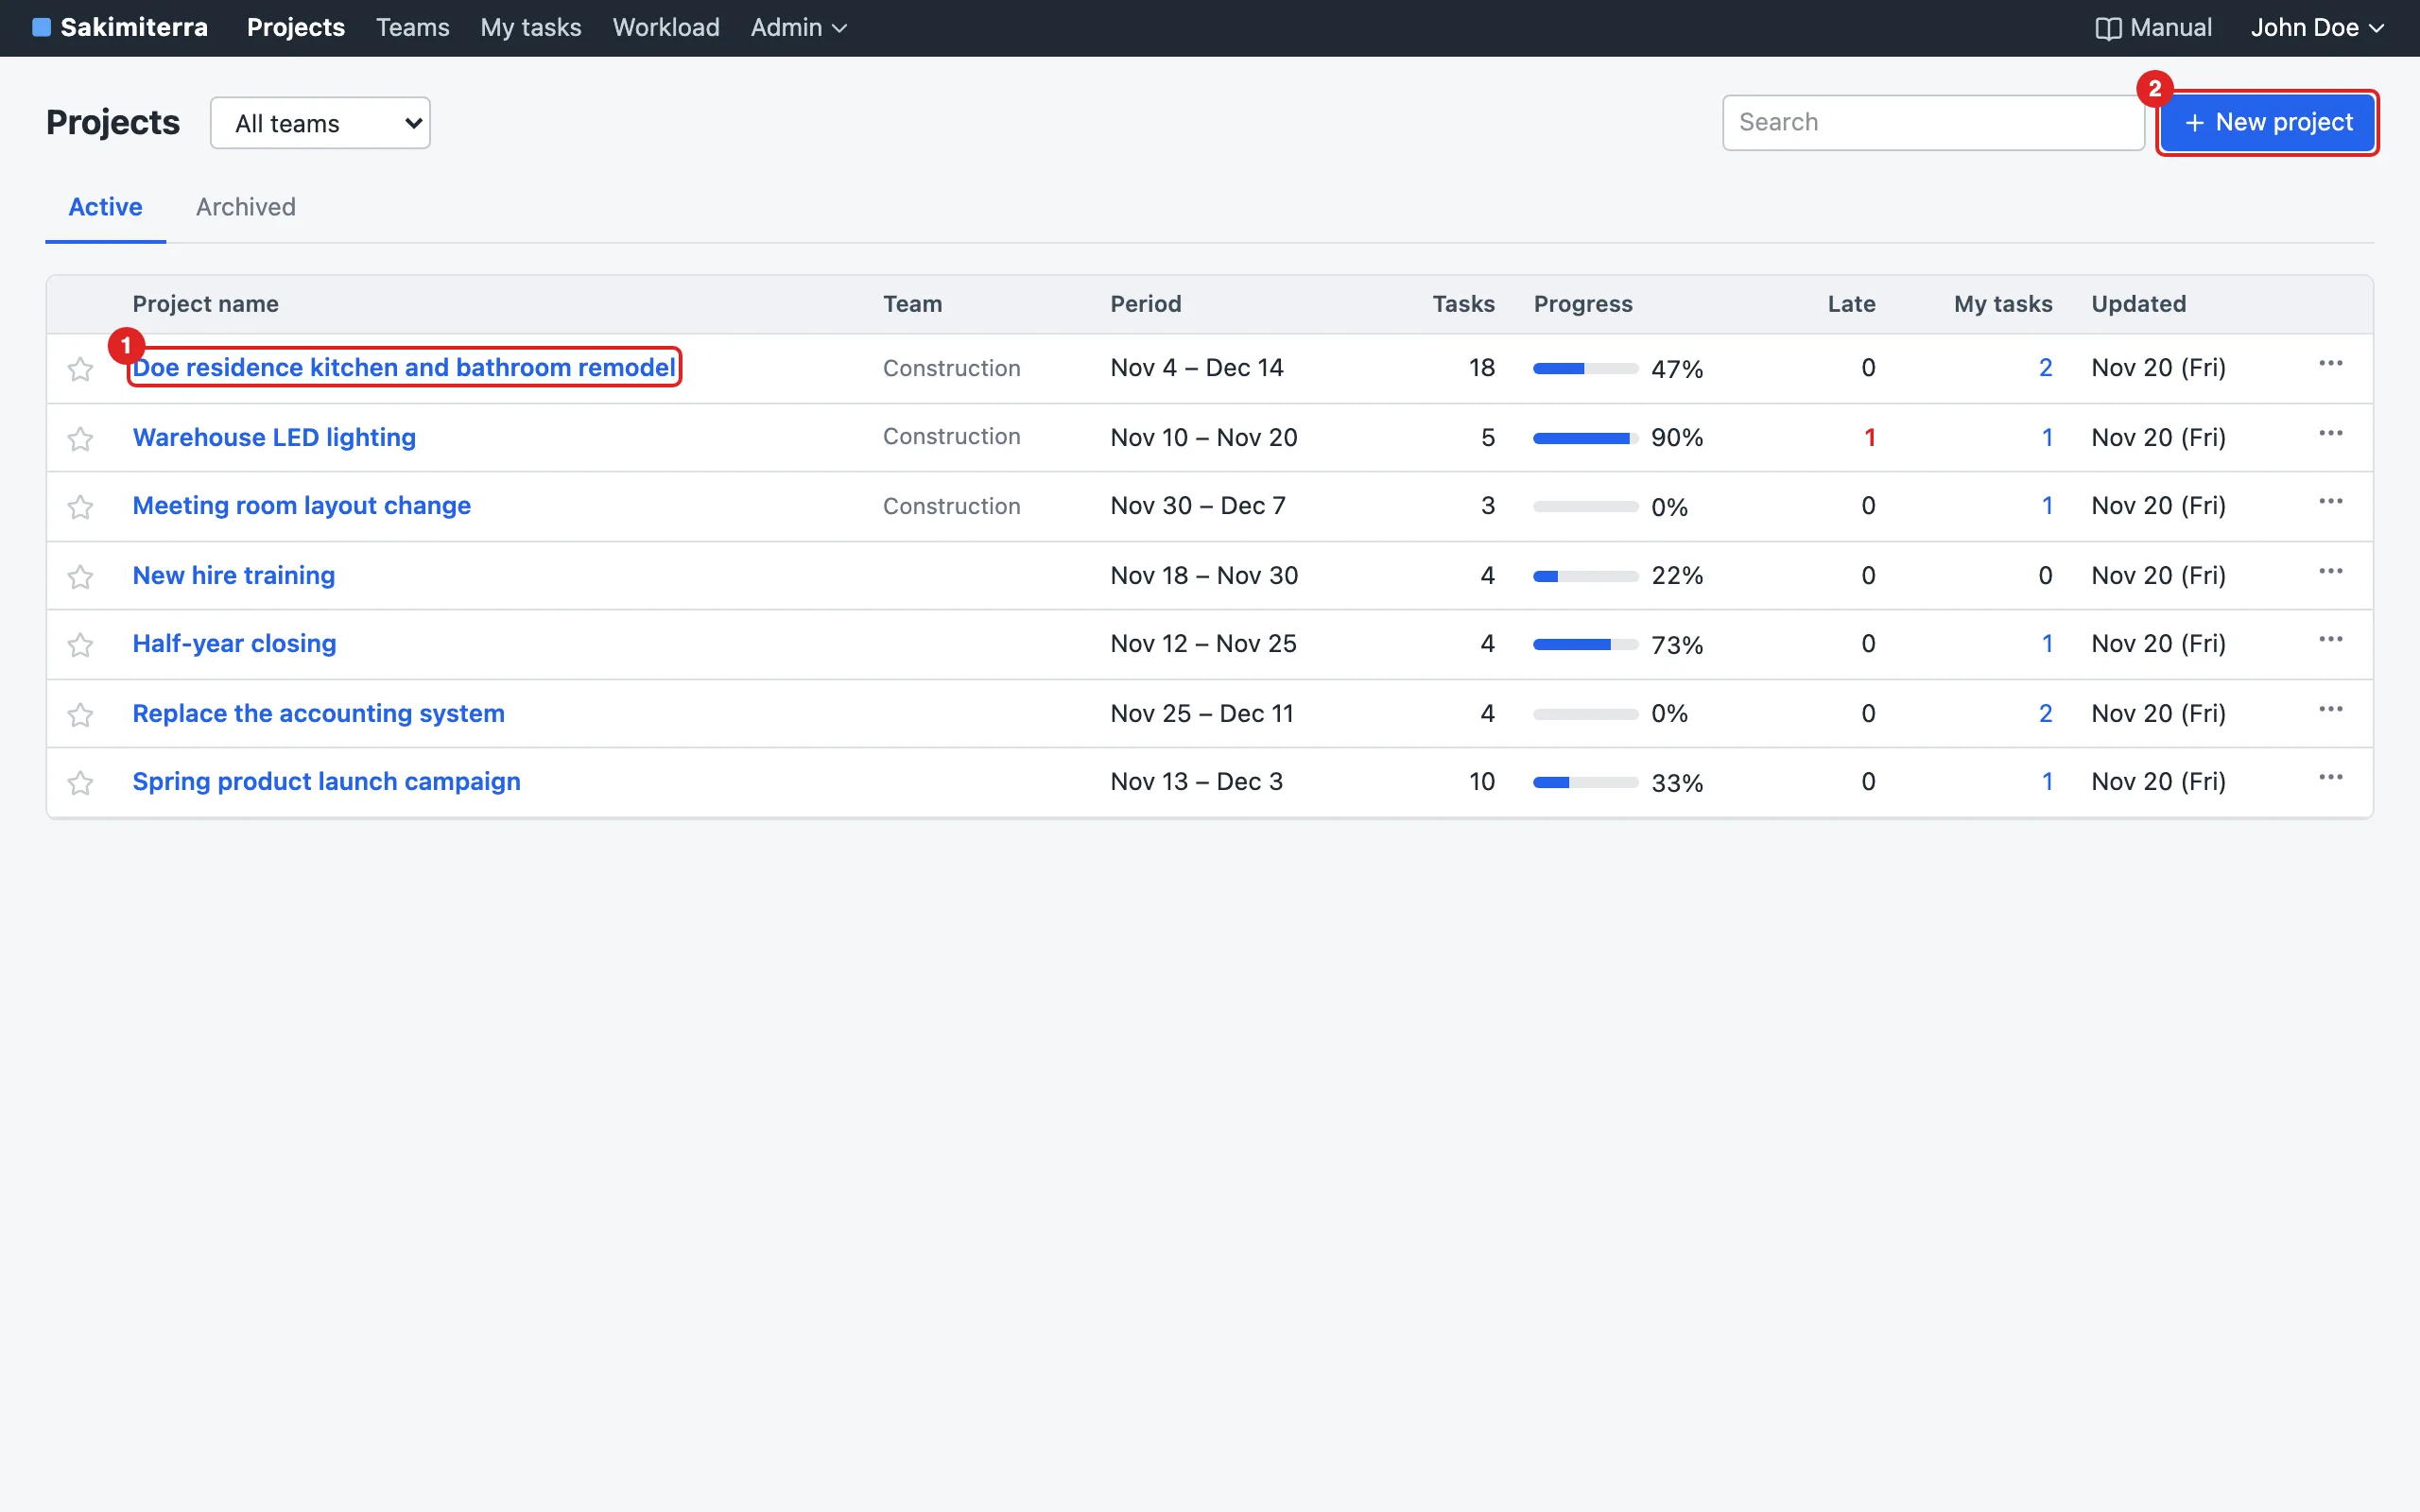 Sakimiterra Projects Teams My tasks Workload Admin Manual John Doe
Projects All teams Search 2 + New project
Active Archived
Project name Team Period Tasks Progress Late My tasks Updated
1 Doe residence kitchen and bathroom remodel Construction Nov 4 – Dec 14 18 47% 0 2 Nov 20 (Fri) ...
Warehouse LED lighting Construction Nov 10 – Nov 20 5 90% 1 1 Nov 20 (Fri) ...
Meeting room layout change Construction Nov 30 – Dec 7 3 0% 0 1 Nov 20 (Fri) ...
New hire training Nov 18 – Nov 30 4 22% 0 0 Nov 20 (Fri) ...
Half-year closing Nov 12 – Nov 25 4 73% 0 1 Nov 20 (Fri) ...
Replace the accounting system Nov 25 – Dec 11 4 0% 0 2 Nov 20 (Fri) ...
Spring product launch campaign Nov 13 – Dec 3 10 33% 0 1 Nov 20 (Fri) ...